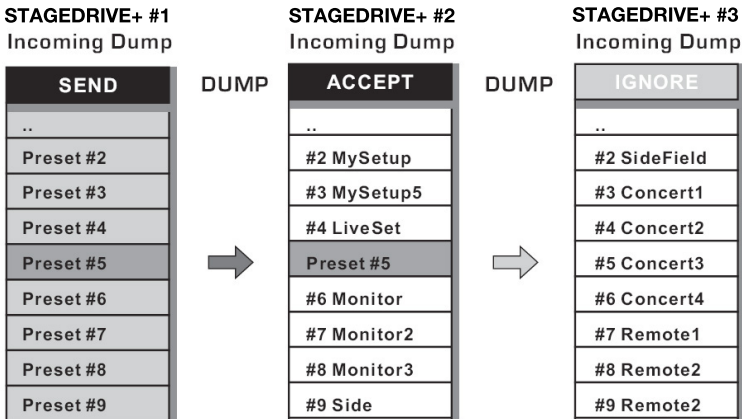 STAGEDRIVE+ #1
Incoming Dump
SEND
..
Preset #2
Preset #3
Preset #4
Preset #5
Preset #6
Preset #7
Preset #8
Preset #9
DUMP
STAGEDRIVE+ #2
Incoming Dump
ACCEPT
..
#2 MySetup
#3 MySetup5
#4 LiveSet
Preset #5
#6 Monitor
#7 Monitor2
#8 Monitor3
#9 Side
DUMP
STAGEDRIVE+ #3
Incoming Dump
IGNORE
..
#2 SideField
#3 Concert1
#4 Concert2
#5 Concert3
#6 Concert4
#7 Remote1
#8 Remote2
#9 Remote2